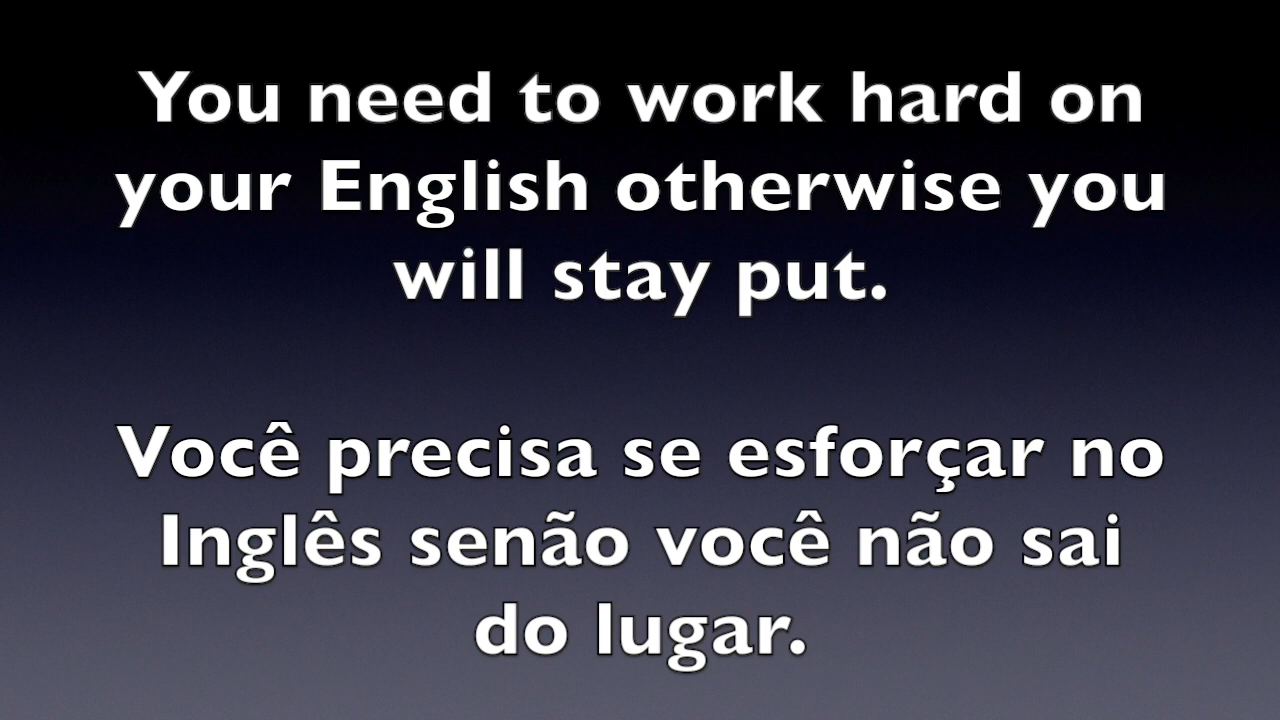 You need to work hard on
your English otherwise you
will stay put.
Você precisa se esforçar no
Inglês senão você não sai
do lugar.